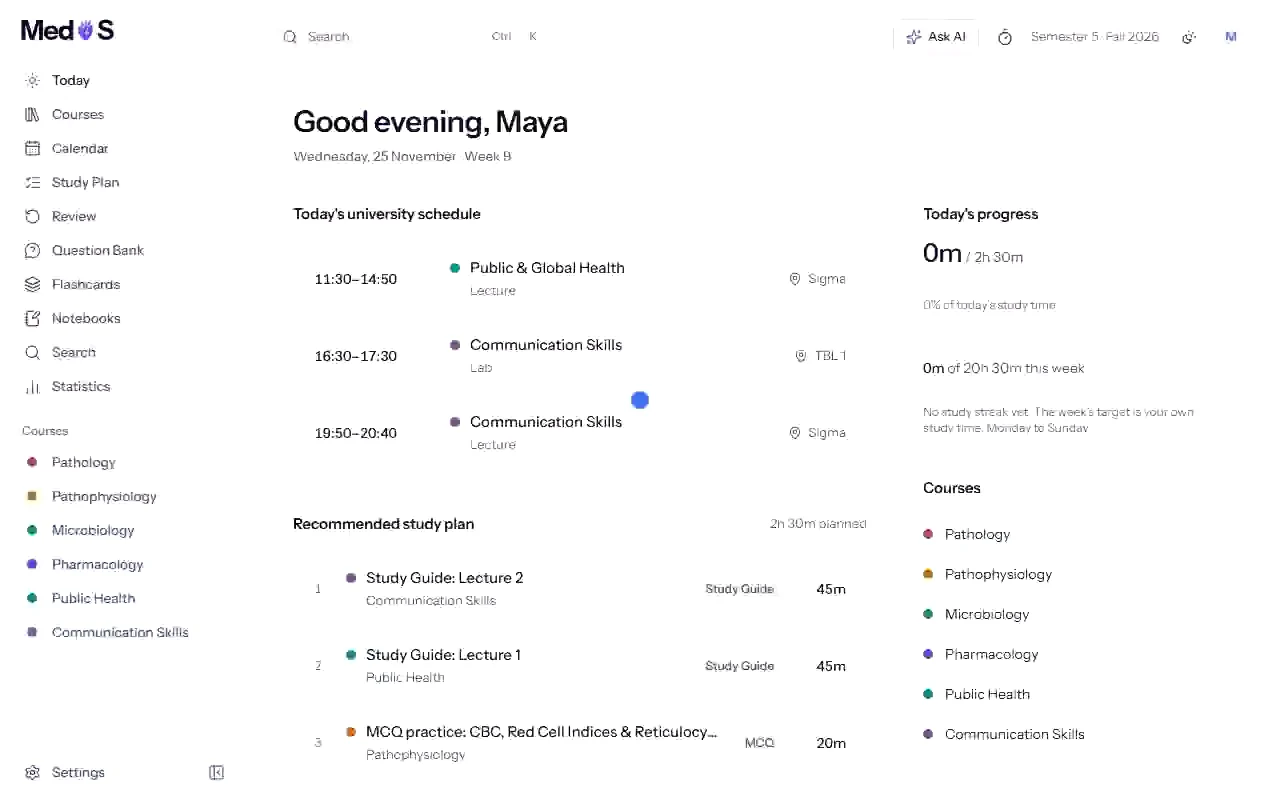 Med S
Search Ctrl K
Ask AI
Semester 5 Fall 2026
M
Today
Courses
Calendar
Study Plan
Review
Question Bank
Flashcards
Notebooks
Search
Statistics
Courses
Pathology
Pathophysiology
Microbiology
Pharmacology
Public Health
Communication Skills
Settings
Good evening, Maya
Wednesday, 25 November Week 9
Today's university schedule
11:30–14:50 Public & Global Health Sigma
Lecture
16:30–17:30 Communication Skills TBL 1
Lab
19:50–20:40 Communication Skills Sigma
Lecture
Recommended study plan 2h 30m planned
1 Study Guide: Lecture 2 Study Guide 45m
Communication Skills
2 Study Guide: Lecture 1 Study Guide 45m
Public Health
3 MCQ practice: CBC, Red Cell Indices & Reticulocy... MCQ 20m
Pathophysiology
Today's progress
0m / 2h 30m
0% of today's study time
0m of 20h 30m this week
No study streak yet. The week's target is your own
study time, Monday to Sunday
Courses
Pathology
Pathophysiology
Microbiology
Pharmacology
Public Health
Communication Skills